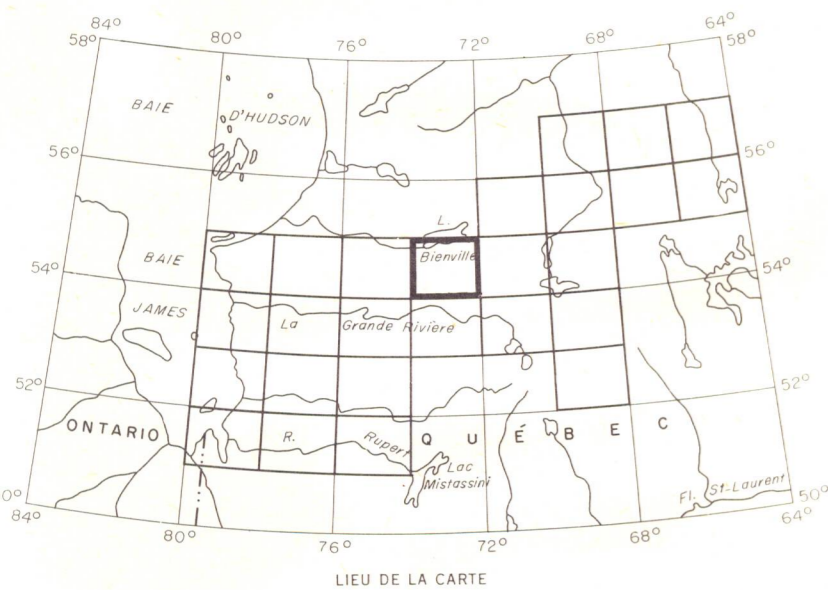 84°
80°
76°
72°
68°
64°
58°
58°
BAIE
D'HUDSON
56°
56°
L.
Bienville
BAIE
54°
54°
JAMES
La Grande Rivière
52°
52°
ONTARIO
R. Rupert
QUÉBEC
Lac
Mistassini
Fl. St-Laurent
0°
50°
84°
64°
80°
68°
76°
72°
LIEU DE LA CARTE